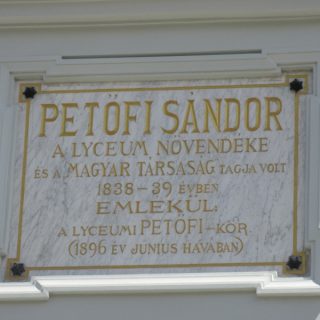 PETŐFI SÁNDOR
A LYCEUM NÖVENDÉKE
ÉS A MAGYAR TÁRSASÁG TAGJA VOLT
1838-39 ÉVBEN
EMLÉKÜL:
A LYCEUMI PETŐFI-KÖR.
(1896 ÉV JUNIUS HAVÁBAN)